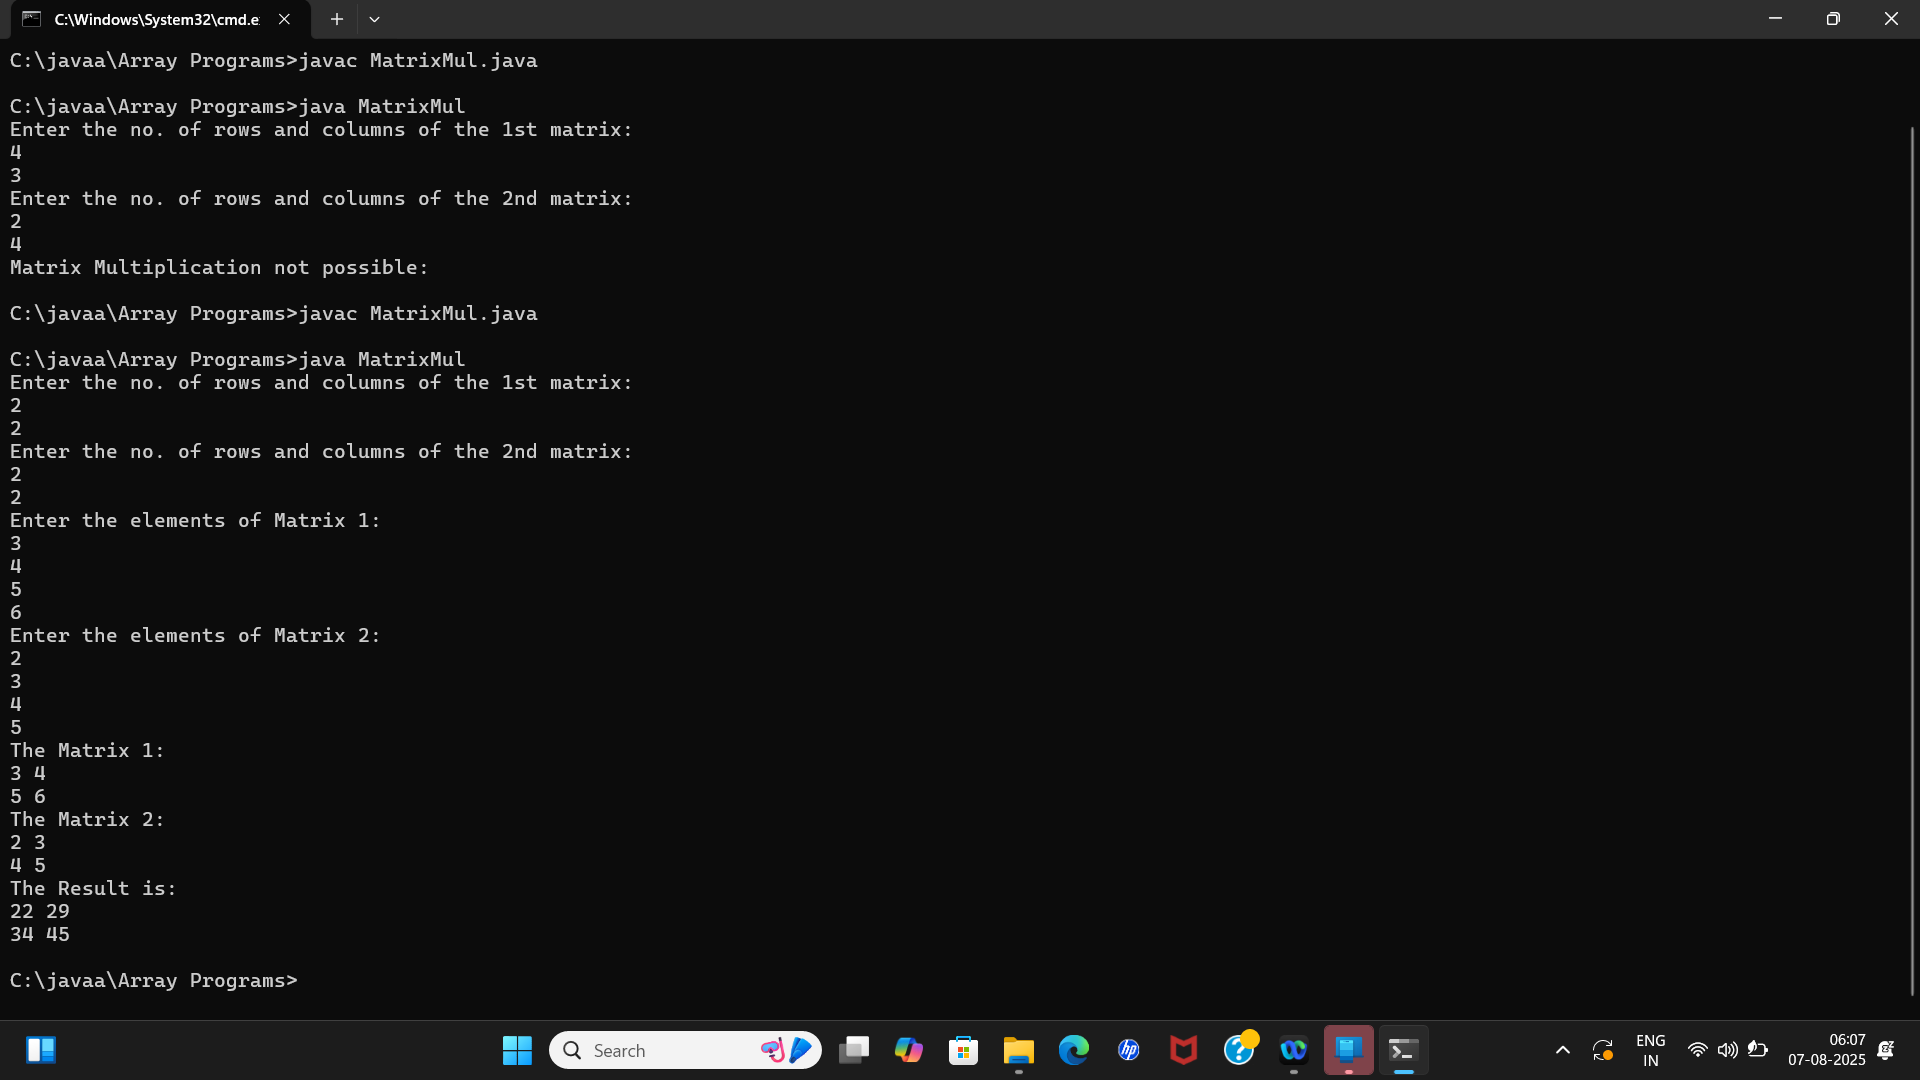 C:\Windows\System32\cmd.e
C:\javaa\Array Programs>javac MatrixMul.java
C:\javaa\Array Programs>java MatrixMul
Enter the no. of rows and columns of the 1st matrix:
4
3
Enter the no. of rows and columns of the 2nd matrix:
2
4
Matrix Multiplication not possible:
C:\javaa\Array Programs>javac MatrixMul.java
C:\javaa\Array Programs>java MatrixMul
Enter the no. of rows and columns of the 1st matrix:
2
2
Enter the no. of rows and columns of the 2nd matrix:
2
2
Enter the elements of Matrix 1:
3
4
5
6
Enter the elements of Matrix 2:
2
3
4
5
The Matrix 1:
3 4
5 6
The Matrix 2:
2 3
4 5
The Result is:
22 29
34 45
C:\javaa\Array Programs>
Search
hp
ENG
IN
06:07
07-08-2025